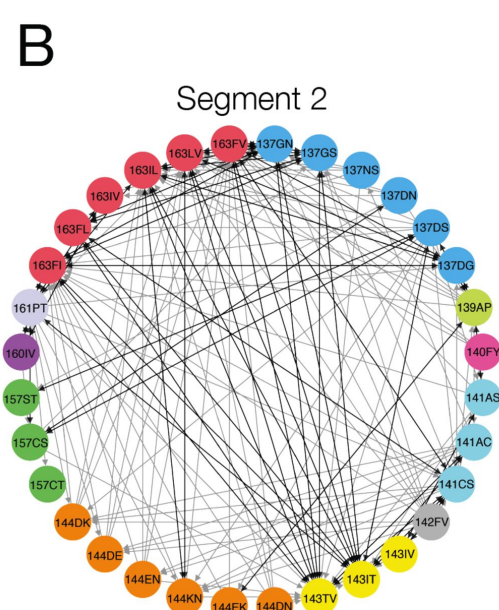 B
Segment 2
163FV
137GN
163LV
137GS
163IL
137NS
163IV
137DN
163FL
137DS
163FI
137DG
161PT
139AP
160IV
140FY
157ST
141AS
157CS
141AC
157CT
141CS
144DK
142FV
144DE
143IV
144EN
143IT
144KN
143TV
144EK
144DN